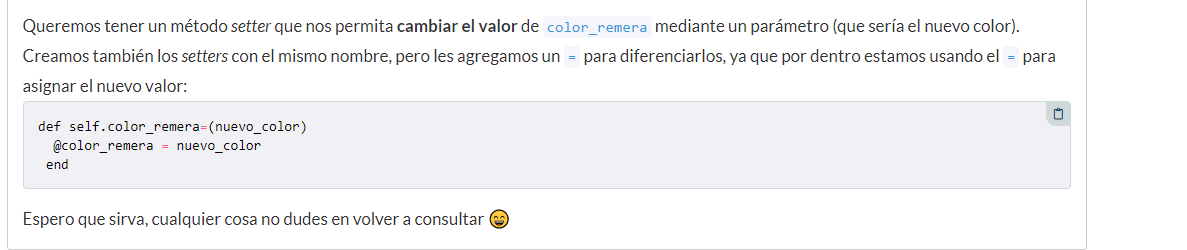 Queremos tener un método setter que nos permita cambiar el valor de color_remera mediante un parámetro (que sería el nuevo color).
Creamos también los setters con el mismo nombre, pero les agregamos un = para diferenciarlos, ya que por dentro estamos usando el = para
asignar el nuevo valor:
def self.color_remera=(nuevo_color)
@color_remera = nuevo_color
end
Espero que sirva, cualquier cosa no dudes en volver a consultar 😄